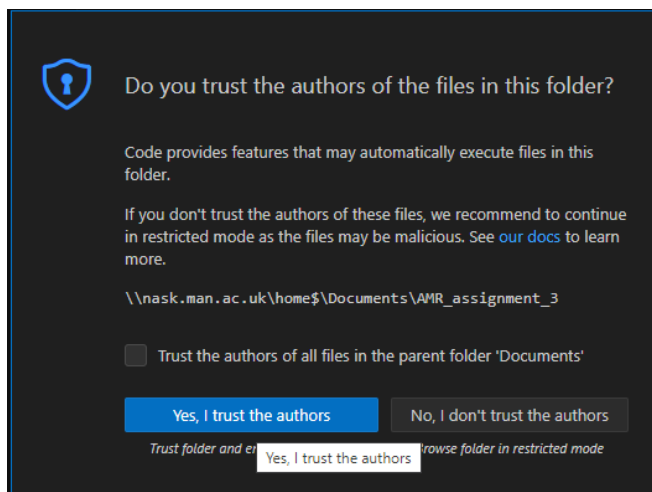 Do you trust the authors of the files in this folder?
Code provides features that may automatically execute files in this
folder.
If you don't trust the authors of these files, we recommend to continue
in restricted mode as the files may be malicious. See our docs to learn
more.
\\nask.man.ac.uk\home$\Documents\AMR_assignment_3
Trust the authors of all files in the parent folder 'Documents'
Yes, I trust the authors
No, I don't trust the authors
Trust folder and
folder in restricted mode
Yes, I trust the authors